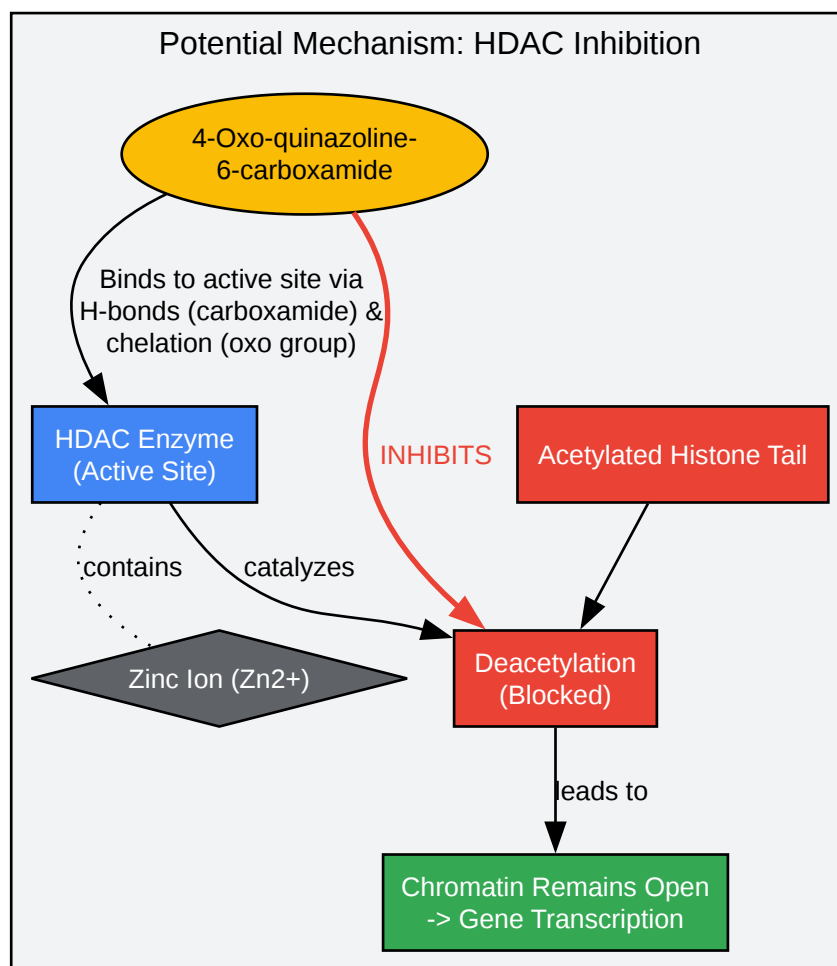 Potential Mechanism: HDAC Inhibition
4-Oxo-quinazoline-
6-carboxamide
Binds to active site via
H-bonds (carboxamide) &
chelation (oxo group)
HDAC Enzyme
(Active Site)
INHIBITS
Acetylated Histone Tail
contains
catalyzes
Zinc Ion (Zn2+)
Deacetylation
(Blocked)
leads to
Chromatin Remains Open
-> Gene Transcription